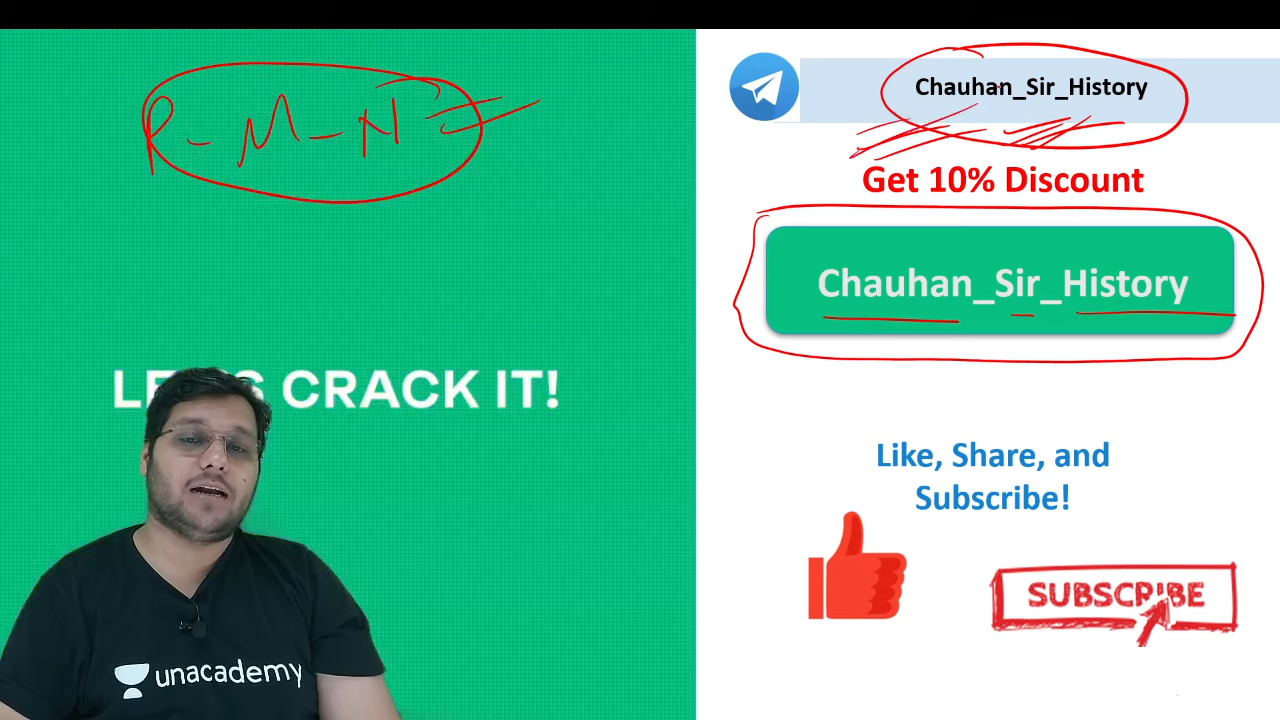 P-M-N
Chauhan_Sir_History
Get 10% Discount
Chauhan_Sir_History
LET'S CRACK IT!
Like, Share, and
Subscribe!
SUBSCRIBE
unacademy